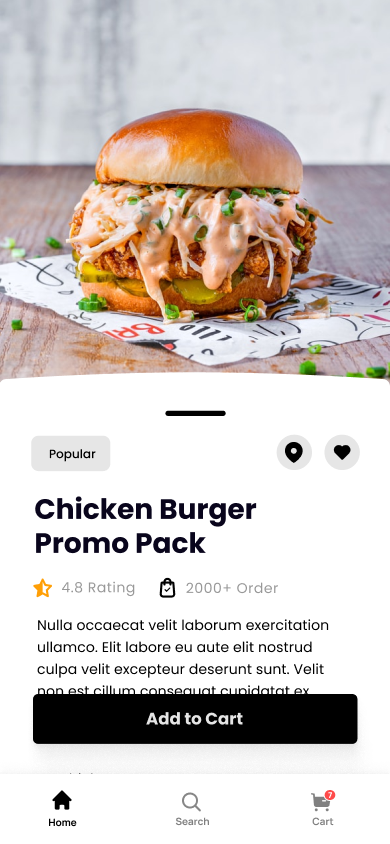 Popular
Chicken Burger
Promo Pack
4.8 Rating
2000+ Order
Nulla occaecat velit laborum exercitation
ullamco. Elit labore eu aute elit nostrud
culpa velit excepteur deserunt sunt. Velit
non est cillum consequat cupidatat ex
Add to Cart
Home
Search
7
Cart